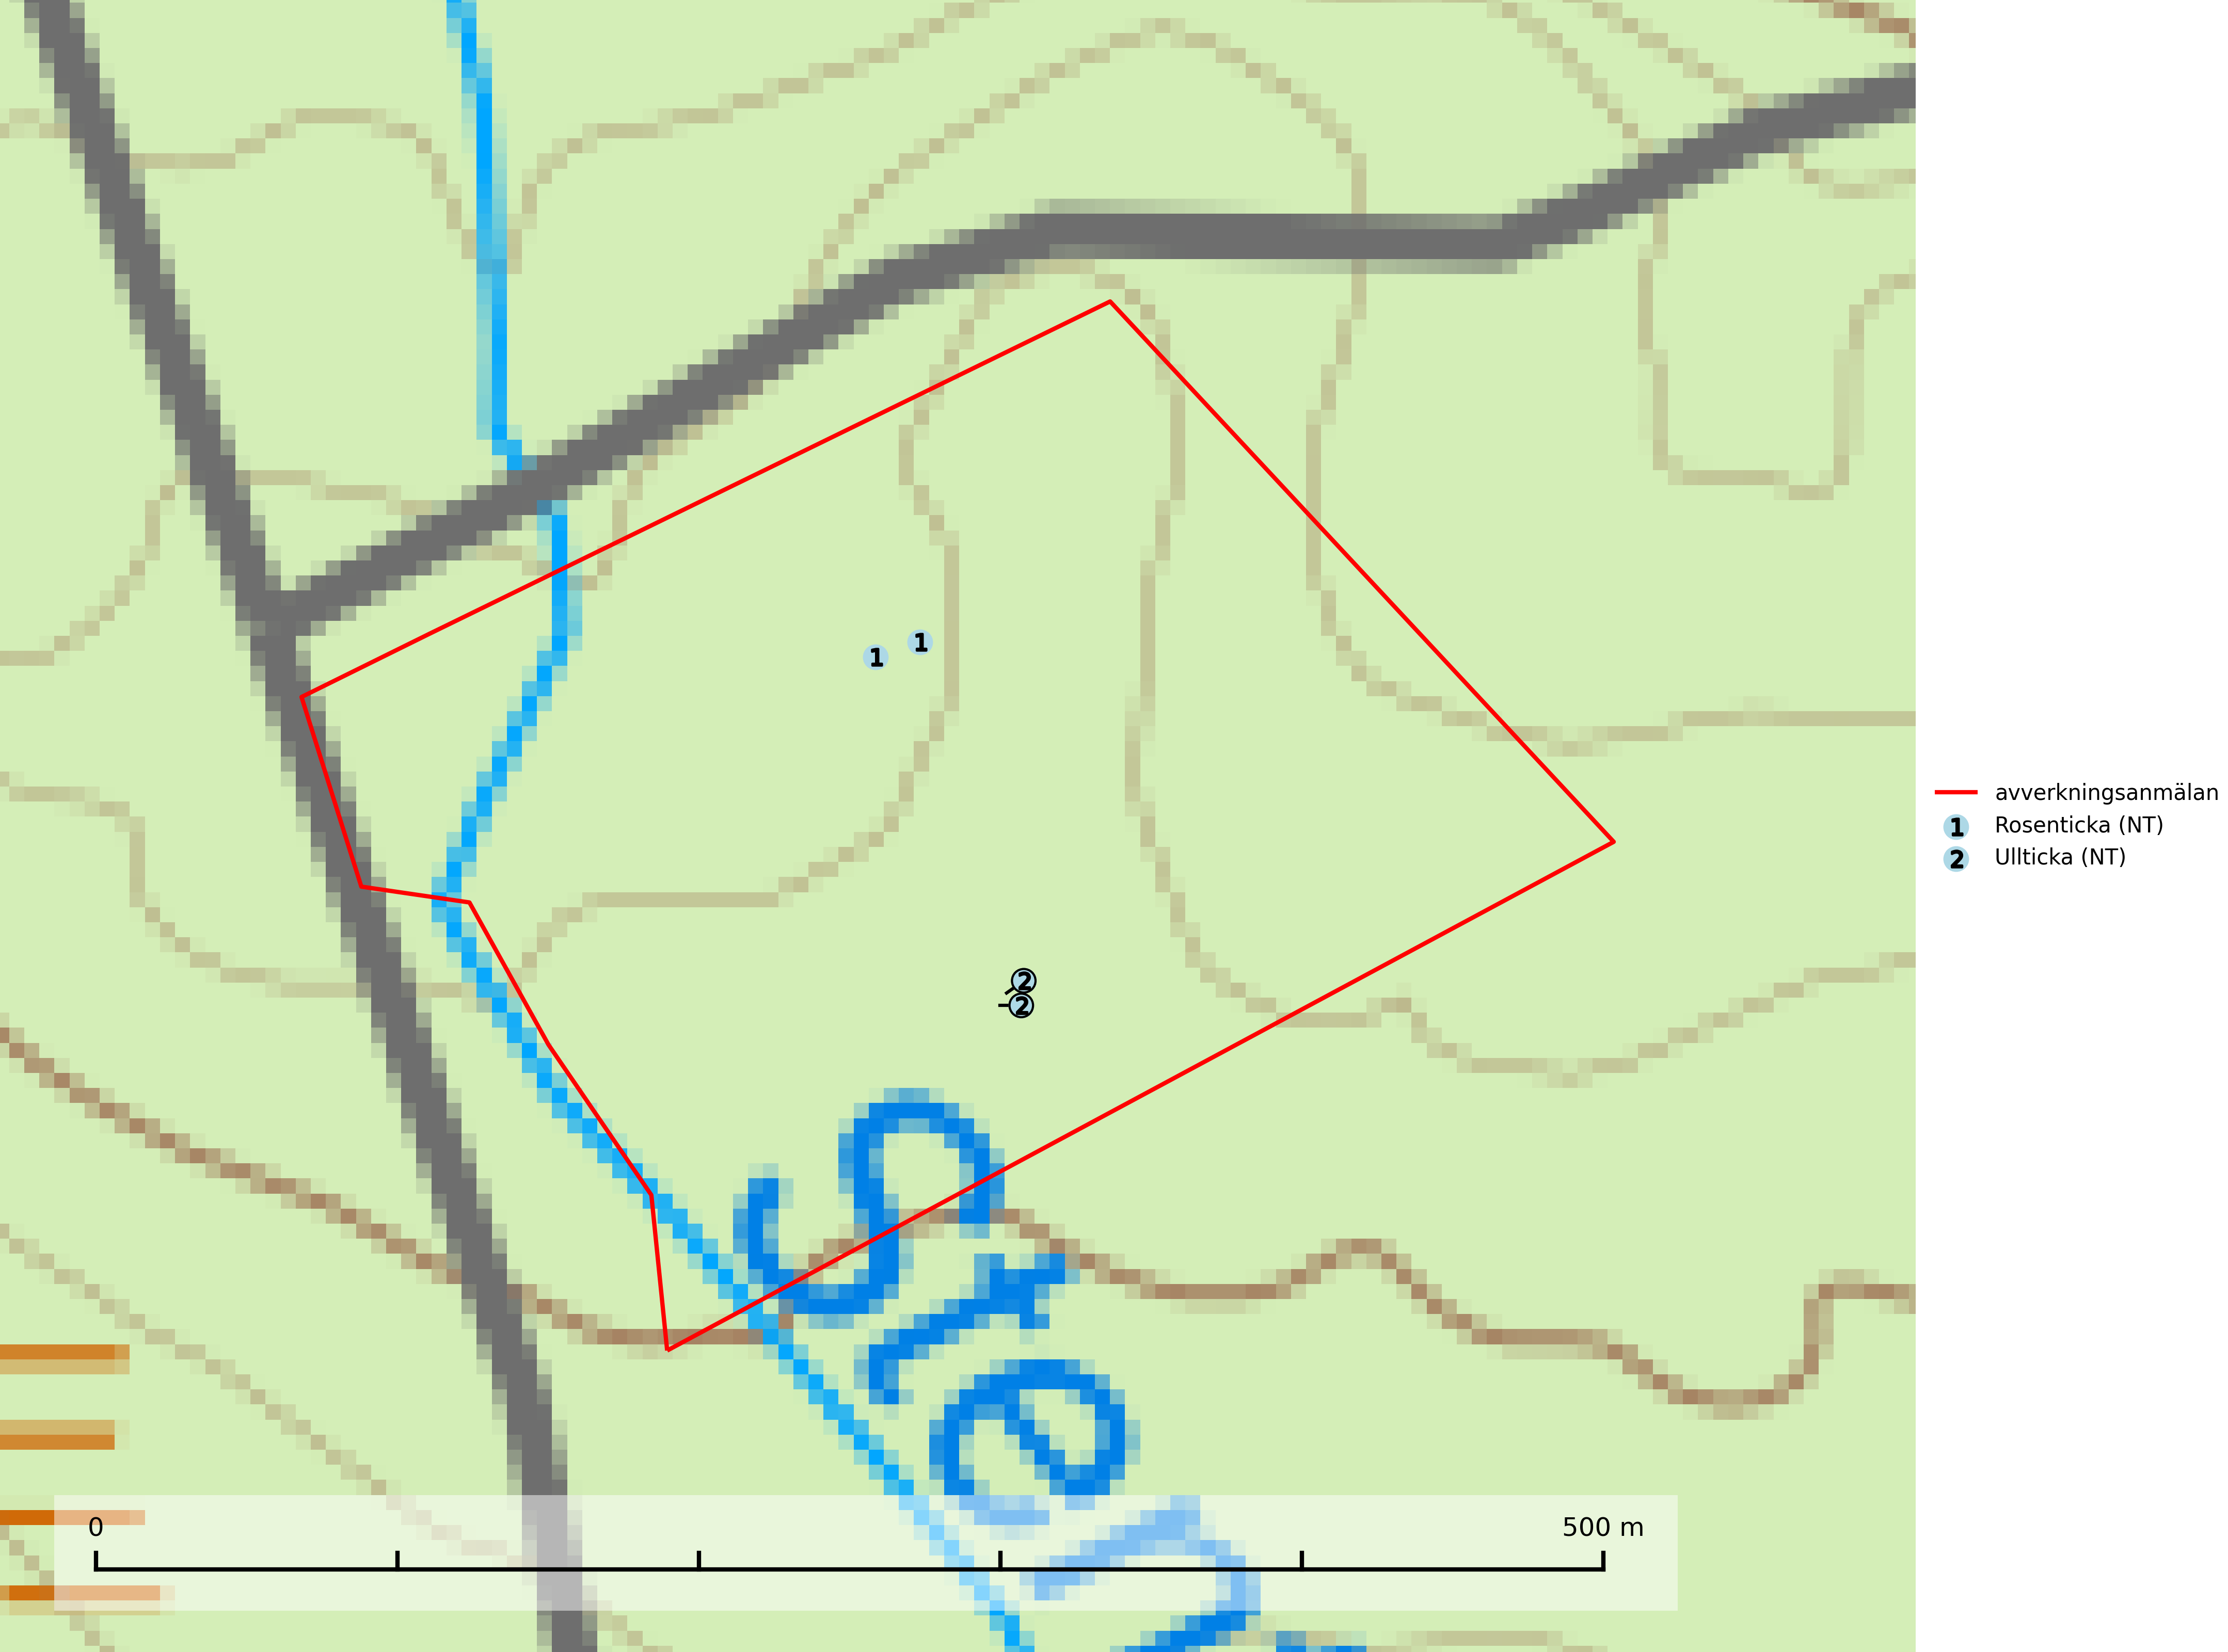 1
1
avverkningsanmälan
1 Rosenticka (NT)
2 Ullticka (NT)
2
2
0 500 m